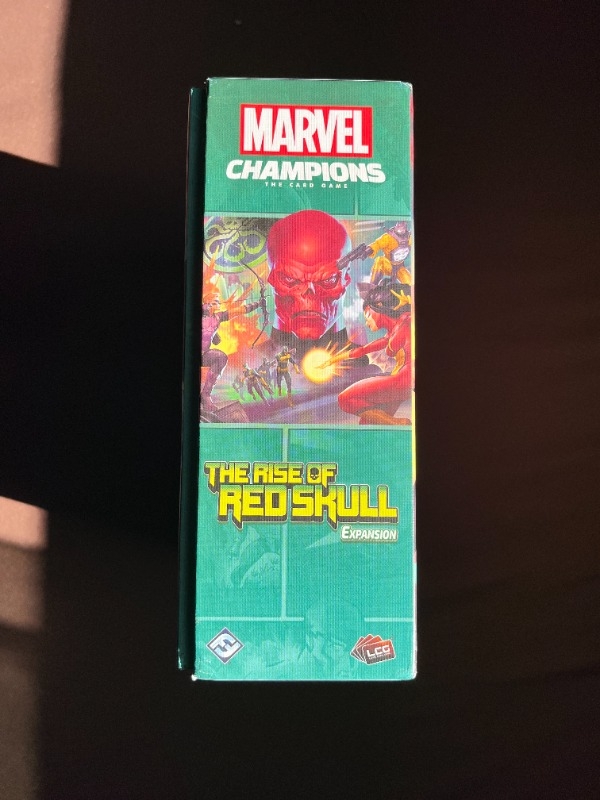 MARVEL
CHAMPIONS
THE CARD GAME
THE RISE OF
RED SKULL
EXPANSION
LCG